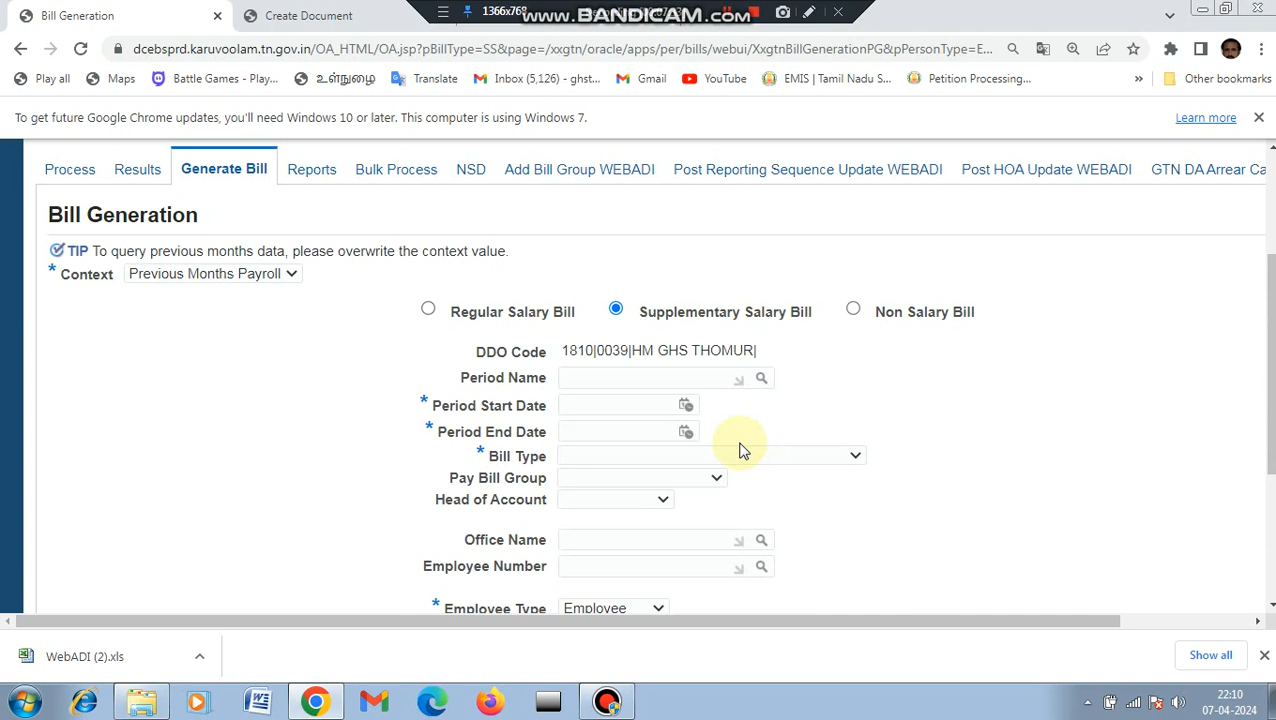 1366x768
www.BANDICAM.com
Bill Generation
Create Document
dcebsprd.karuvoolam.tn.gov.in/OA_HTML/OA.jsp?pBillType=SS&page=/xxgtn/oracle/apps/per/bills/webui/XxgtnBillGenerationPG&pPersonType=E...
Play all
Maps
Battle Games - Play...
உள்நுழை
Translate
Inbox (5,126) - ghst...
Gmail
YouTube
EMIS | Tamil Nadu S...
Petition Processing...
»
Other bookmarks
To get future Google Chrome updates, you'll need Windows 10 or later. This computer is using Windows 7.
Learn more
Process
Results
Generate Bill
Reports
Bulk Process
NSD
Add Bill Group WEBADI
Post Reporting Sequence Update WEBADI
Post HOA Update WEBADI
GTN DA Arrear Ca
Bill Generation
TIP To query previous months data, please overwrite the context value.
* Context Previous Months Payroll
Regular Salary Bill
Supplementary Salary Bill
Non Salary Bill
DDO Code 1810|0039|HM GHS THOMUR|
Period Name
* Period Start Date
* Period End Date
* Bill Type
Pay Bill Group
Head of Account
Office Name
Employee Number
* Employee Type Employee
WebADI (2).xls
Show all
22:10
07-04-2024